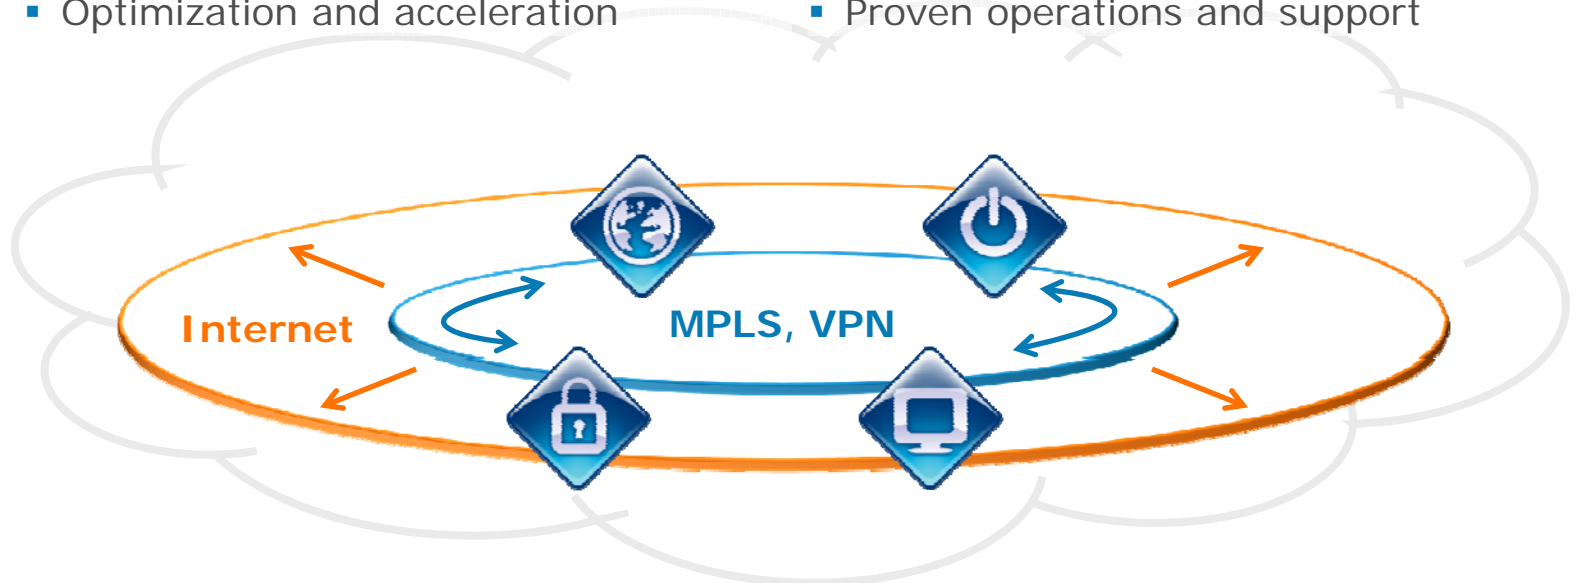 ▪ Optimization and acceleration
▪ Proven operations and support
MPLS, VPN
Internet